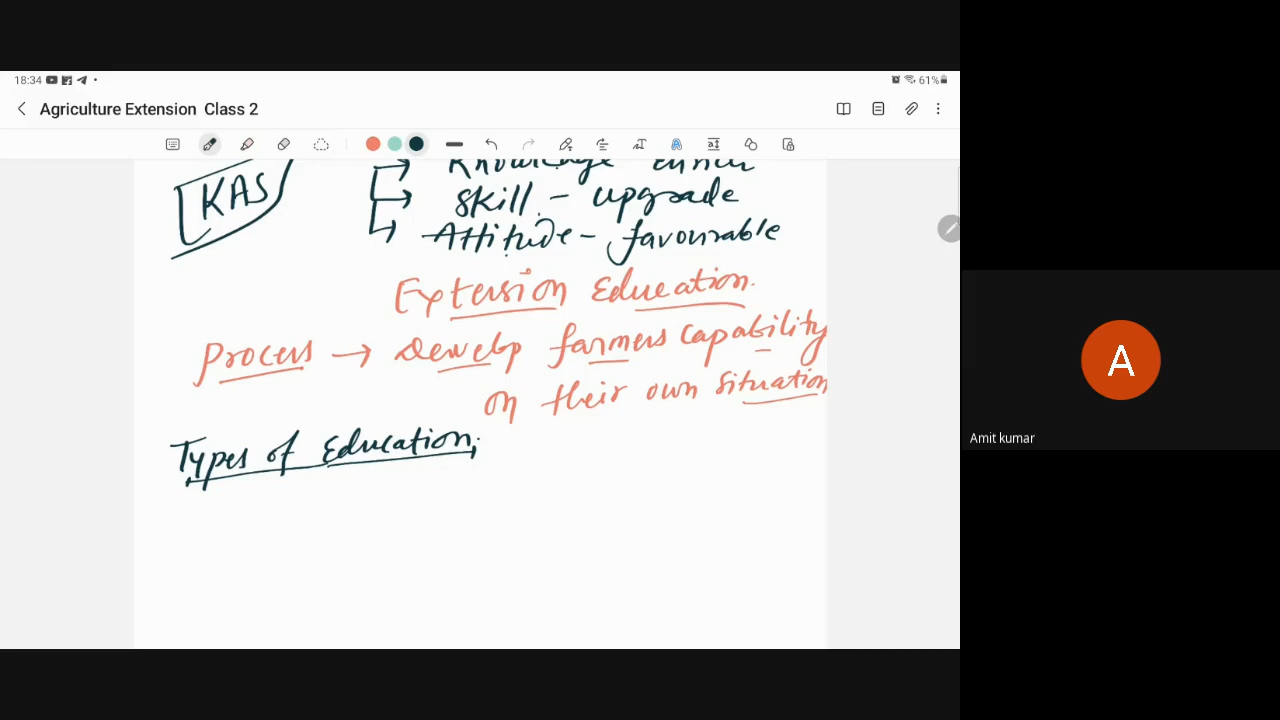 18:34 61%
Agriculture Extension Class 2
Knowledge
KAS
Skill - upgrade
Attitude - favourable
Extension Education.
Process → Develop farmers capability
on their own situation
Types of Education;
A
Amit kumar